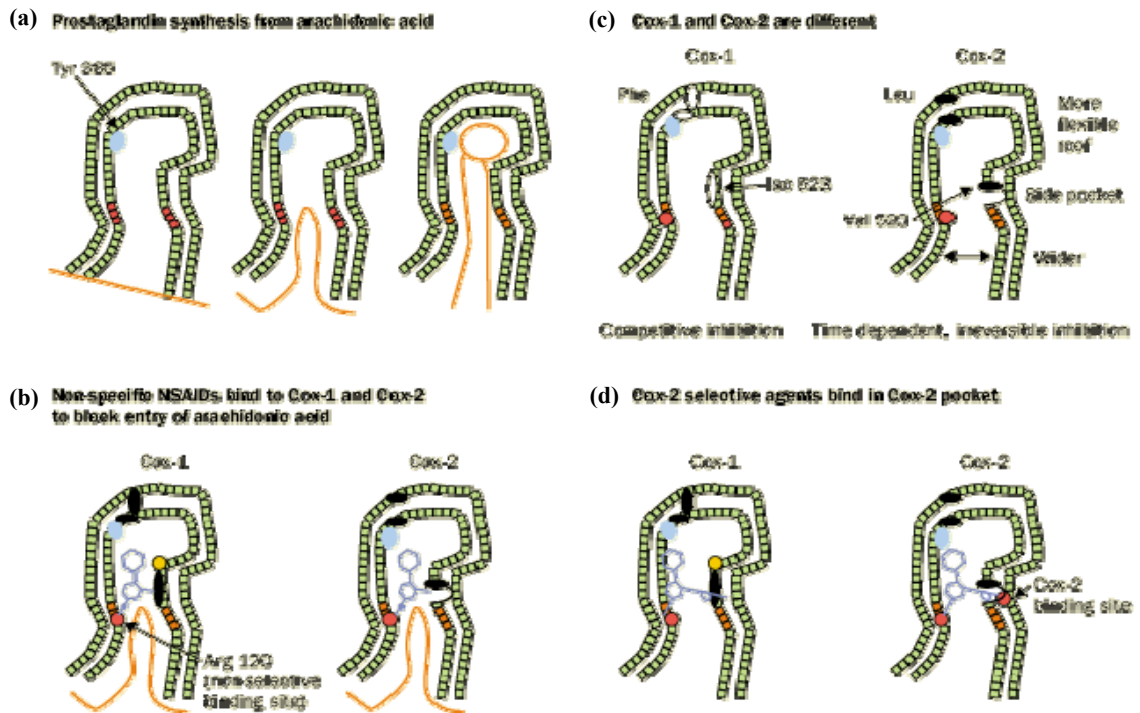 (a) Prostaglandin synthesis from arachidonic acid
Tyr 385
(c) Cox-1 and Cox-2 are different
Cox-1
Cox-2
Phe
Leu
More
flexible
roof
Iso 523
Side pocket
Val 523
Wider
Competitive inhibition
Time dependent, irreversible inhibition
(b) Non-specific NSAIDs bind to Cox-1 and Cox-2
to block entry of arachidonic acid
Cox-1
Cox-2
Arg 120
(non-selective
binding site)
(d) Cox-2 selective agents bind in Cox-2 pocket
Cox-1
Cox-2
Cox-2
binding site